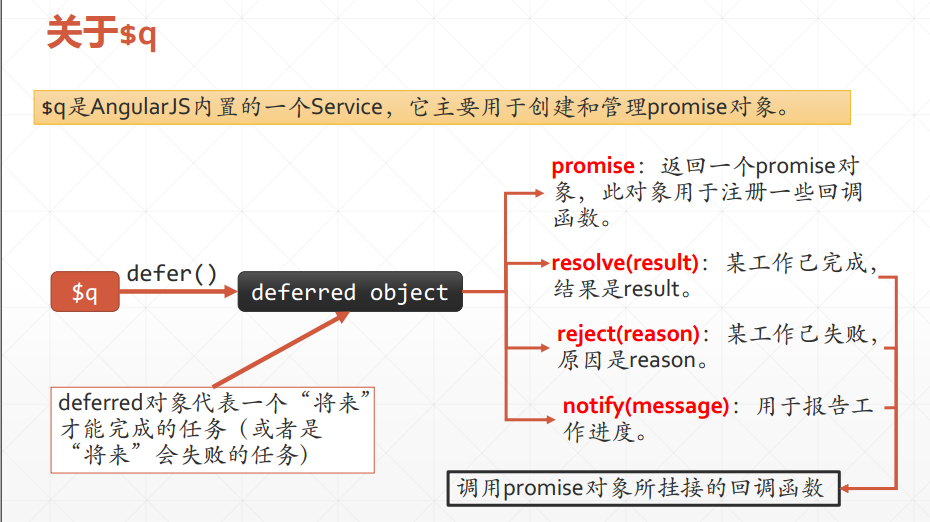 关于$q
$q是AngularJS内置的一个Service，它主要用于创建和管理promise对象。
promise：返回一个promise对
象，此对象用于注册一些回调
函数。
defer()
$q
deferred object
resolve(result)：某工作已完成，
结果是result。
reject(reason)：某工作已失败，
原因是reason。
notify(message)：用于报告工
作进度。
deferred对象代表一个“将来”
才能完成的任务（或者是
“将来”会失败的任务）
调用promise对象所挂接的回调函数